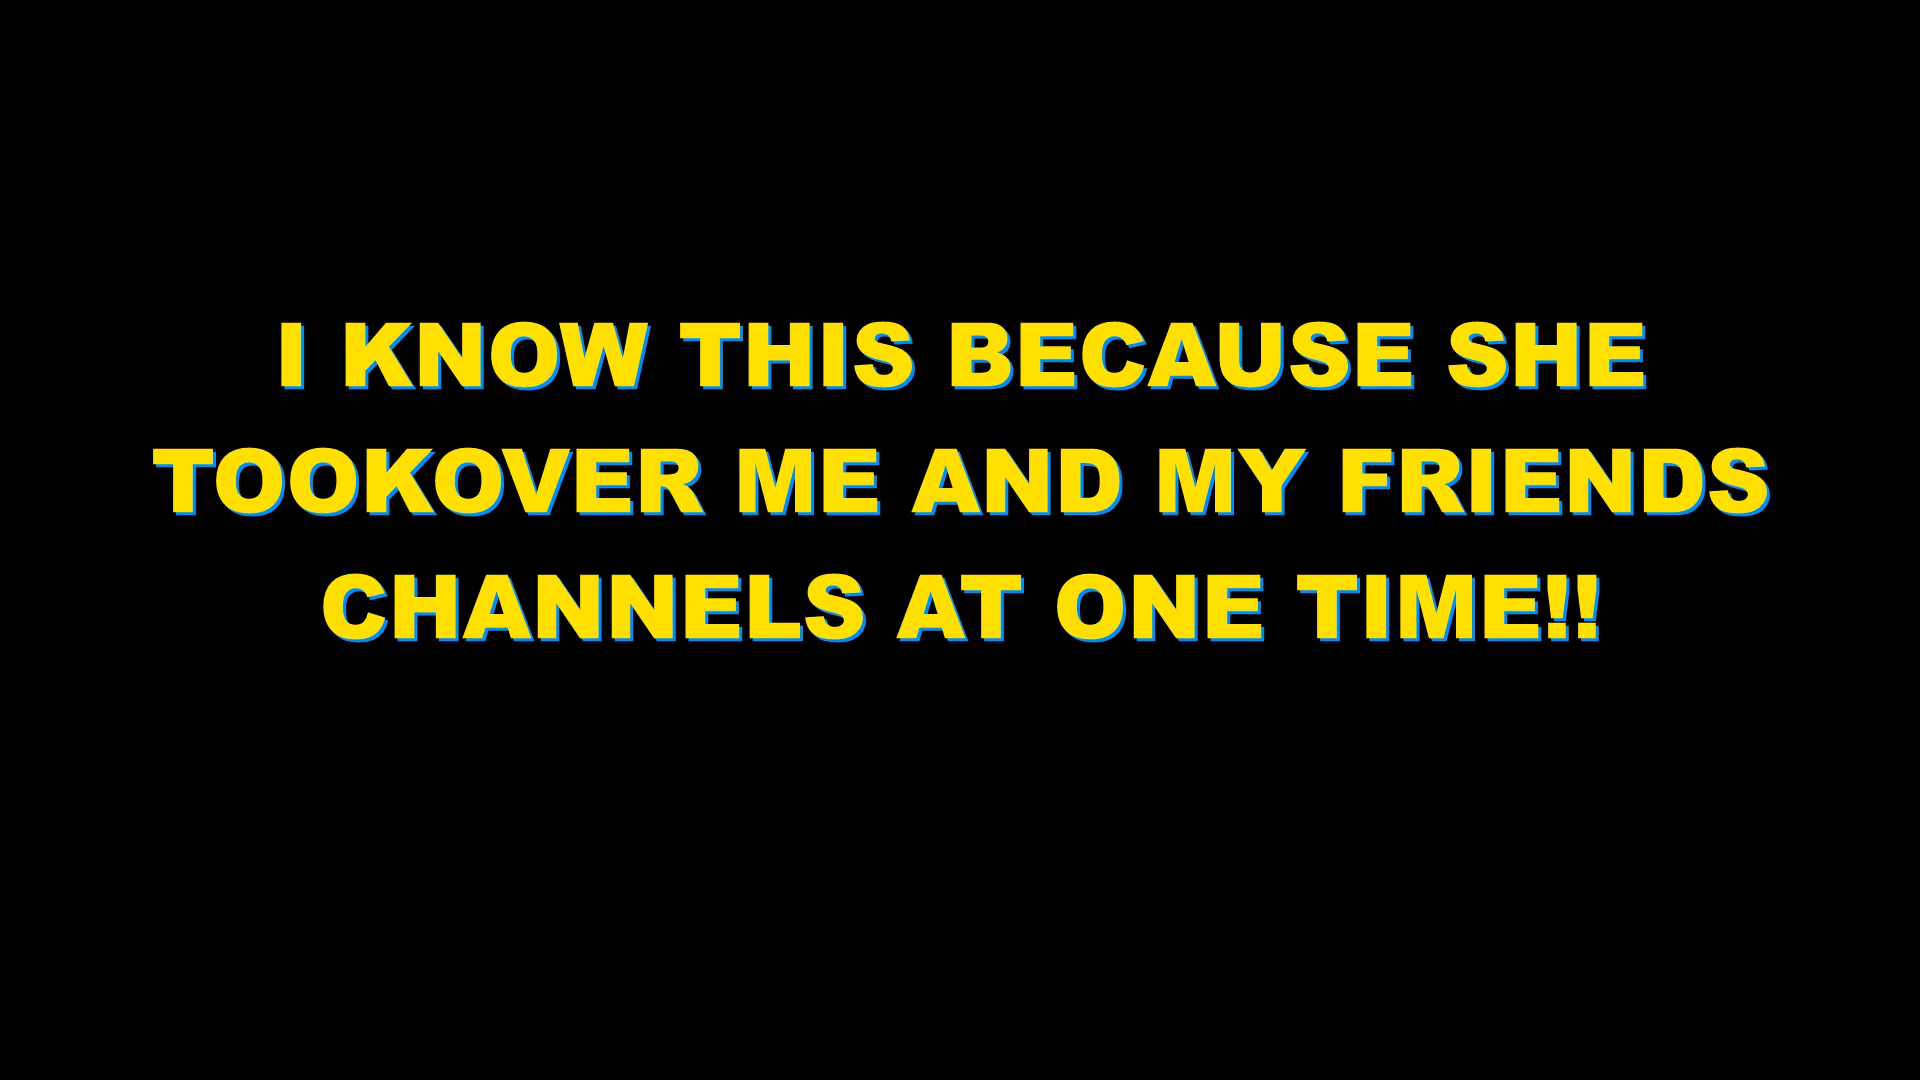 I KNOW THIS BECAUSE SHE
TOOKOVER ME AND MY FRIENDS
CHANNELS AT ONE TIME!!